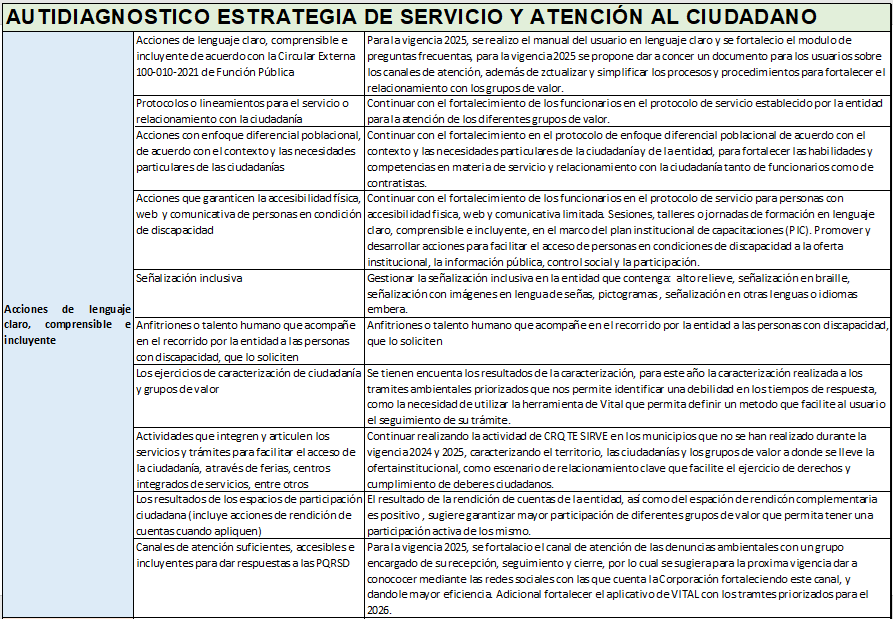 AUTIDIAGNOSTICO ESTRATEGIA DE SERVICIO Y ATENCIÓN AL CIUDADANO
Acciones de lenguaje
claro, comprensible e
incluyente
Acciones de lenguaje claro, comprensible e
incluyente de acuerdo con la Circular Externa
100-010-2021 de Función Pública
Para la vigencia 2025, se realizo el manual del usuario en lenguaje claro y se fortalecio el modulo de
preguntas frecuentas, para la vigencia 2025 se propone dar a concer un documento para los usuarios sobre
los canales de atención, además de zctualizar y simplificar los procesos y procedimientos para fortalecer el
relacionamiento con los grupos de valor.
Protocolos o lineamientos para el servicio o
relacionamiento con la ciudadanía
Continuar con el fortalecimiento de los funcionarios en el protocolo de servicio establecido por la entidad
para la atención de los diferentes grupos de valor.
Acciones con enfoque diferencial poblacional,
de acuerdo con el contexto y las necesidades
particulares de las ciudadanías
Continuar con el fortalecimiento en el protocolo de enfoque diferencial poblacional de acuerdo con el
contexto y las necesidades particulares de la ciudadanía y de la entidad, para fortalecer las habilidades y
competencias en materia de servicio y relacionamiento con la ciudadanía tanto de funcionarios como de
contratistas.
Acciones que garanticen la accesibilidad física,
web y comunicativa de personas en condición
de discapacidad
Continuar con el fortalecimiento de los funcionarios en el protocolo de servicio para personas con
accesibilidad fisica, web y comunicativa limitada. Sesiones, talleres o jornadas de formación en lenguaje
claro, comprensible e incluyente, en el marco del plan institucional de capacitaciones (PIC). Promover y
desarrollar acciones para facilitar el acceso de personas en condiciones de discapacidad a la oferta
institucional, la información pública, control social y la participación.
Señalización inclusiva
Gestionar la señalización inclusiva en la entidad que contenga: alto relieve, señalización en braille,
señalización con imágenes en lengua de señas, pictogramas , señalización en otras lenguas o idiomas
embera.
Anfitriones o talento humano que acompañe
en el recorrido por la entidad a las personas
con discapacidad, que lo soliciten
Anfitriones o talento humano que acompañe en el recorrido por la entidad a las personas con discapacidad,
que lo soliciten
Los ejercicios de caracterización de ciudadanía
y grupos de valor
Se tienen encuenta los resultados de la caracterización, para este año la caracterización realizada a los
tramites ambientales priorizados que nos permite identificar una debilidad en los tiempos de respuesta,
como la necesidad de utilizar la herramienta de Vital que permita definir un metodo que facilite al usuario
el seguimiento de su trámite.
Actividades que integren y articulen los
servicios y trámites para facilitar el acceso de
la ciudadanía, através de ferias, centros
integrados de servicios, entre otros
Continuar realizando la actividad de CRQ TE SIRVE en los municipios que no se han realizado durante la
vigencia 2024 y 2025, caracterizando el territorio, las ciudadanías y los grupos de valor a donde se lleve la
ofertainstitucional, como escenario de relacionamiento clave que facilite el ejercicio de derechos y
cumplimiento de deberes ciudadanos.
Los resultados de los espacios de participación
ciudadana (incluye acciones de rendición de
cuentas cuando apliquen)
El resultado de la rendición de cuentas de la entidad, así como del espación de rendicón complementaria
es positivo , sugiere garantizar mayor participación de diferentes grupos de valor que permita tener una
participación activa de los mismo.
Canales de atención suficientes, accesibles e
incluyentes para dar respuestas a las PQRSD
Para la vigencia 2025, se fortalacio el canal de atención de las denuncias ambientales con un grupo
encargado de su recepción, seguimiento y cierre, por lo cual se sugiera para la proxima vigencia dar a
conococer mediante las redes sociales con las que cuenta la Corporación fortaleciendo este canal, y
dandole mayor eficiencia. Adicional fortalecer el aplicativo de VITAL con los tramtes priorizados para el
2026.